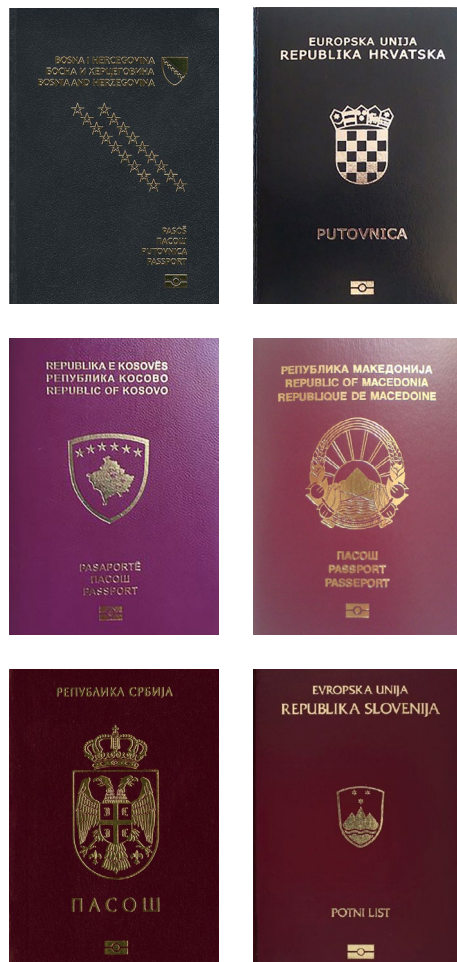 BOSNA I HERCEGOVINA
БОСНА И ХЕРЦЕГОВИНА
BOSNIA AND HERZEGOVINA
PASOŠ
ПАСОШ
PUTOVNICA
PASSPORT
EUROPSKA UNIJA
REPUBLIKA HRVATSKA
PUTOVNICA
REPUBLIKA E KOSOVËS
РЕПУБЛИКА КОСОВО
REPUBLIC OF KOSOVO
PASAPORTË
ПАСОШ
PASSPORT
РЕПУБЛИКА МАКЕДОНИЈА
REPUBLIC OF MACEDONIA
REPUBLIQUE DE MACEDOINE
ПАСОШ
PASSPORT
PASSEPORT
РЕПУБЛИКА СРБИЈА
ПАСОШ
EVROPSKA UNIJA
REPUBLIKA SLOVENIJA
POTNI LIST